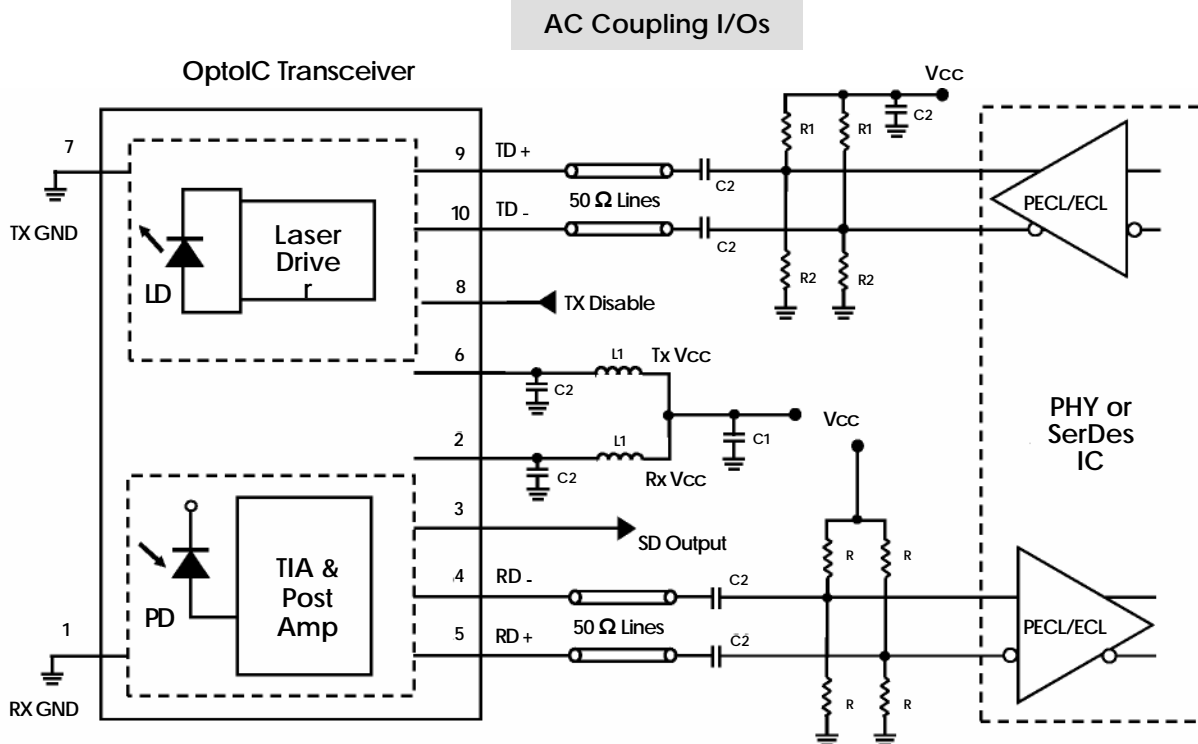 AC Coupling I/Os
OptoIC Transceiver
Vcc
C2
R1
R1
7
9
TD +
C2
50 Ω Lines
PECL/ECL
10
TD -
C2
TX GND
Laser
Drive
r
LD
R2
R2
8
TX Disable
6
L1
Tx Vcc
C2
Vcc
C1
PHY or
SerDes
IC
2
L1
C2
Rx Vcc
3
SD Output
R
R
TIA &
Post
Amp
PD
4
RD -
C2
1
50 Ω Lines
PECL/ECL
5
RD +
C2
RX GND
R
R